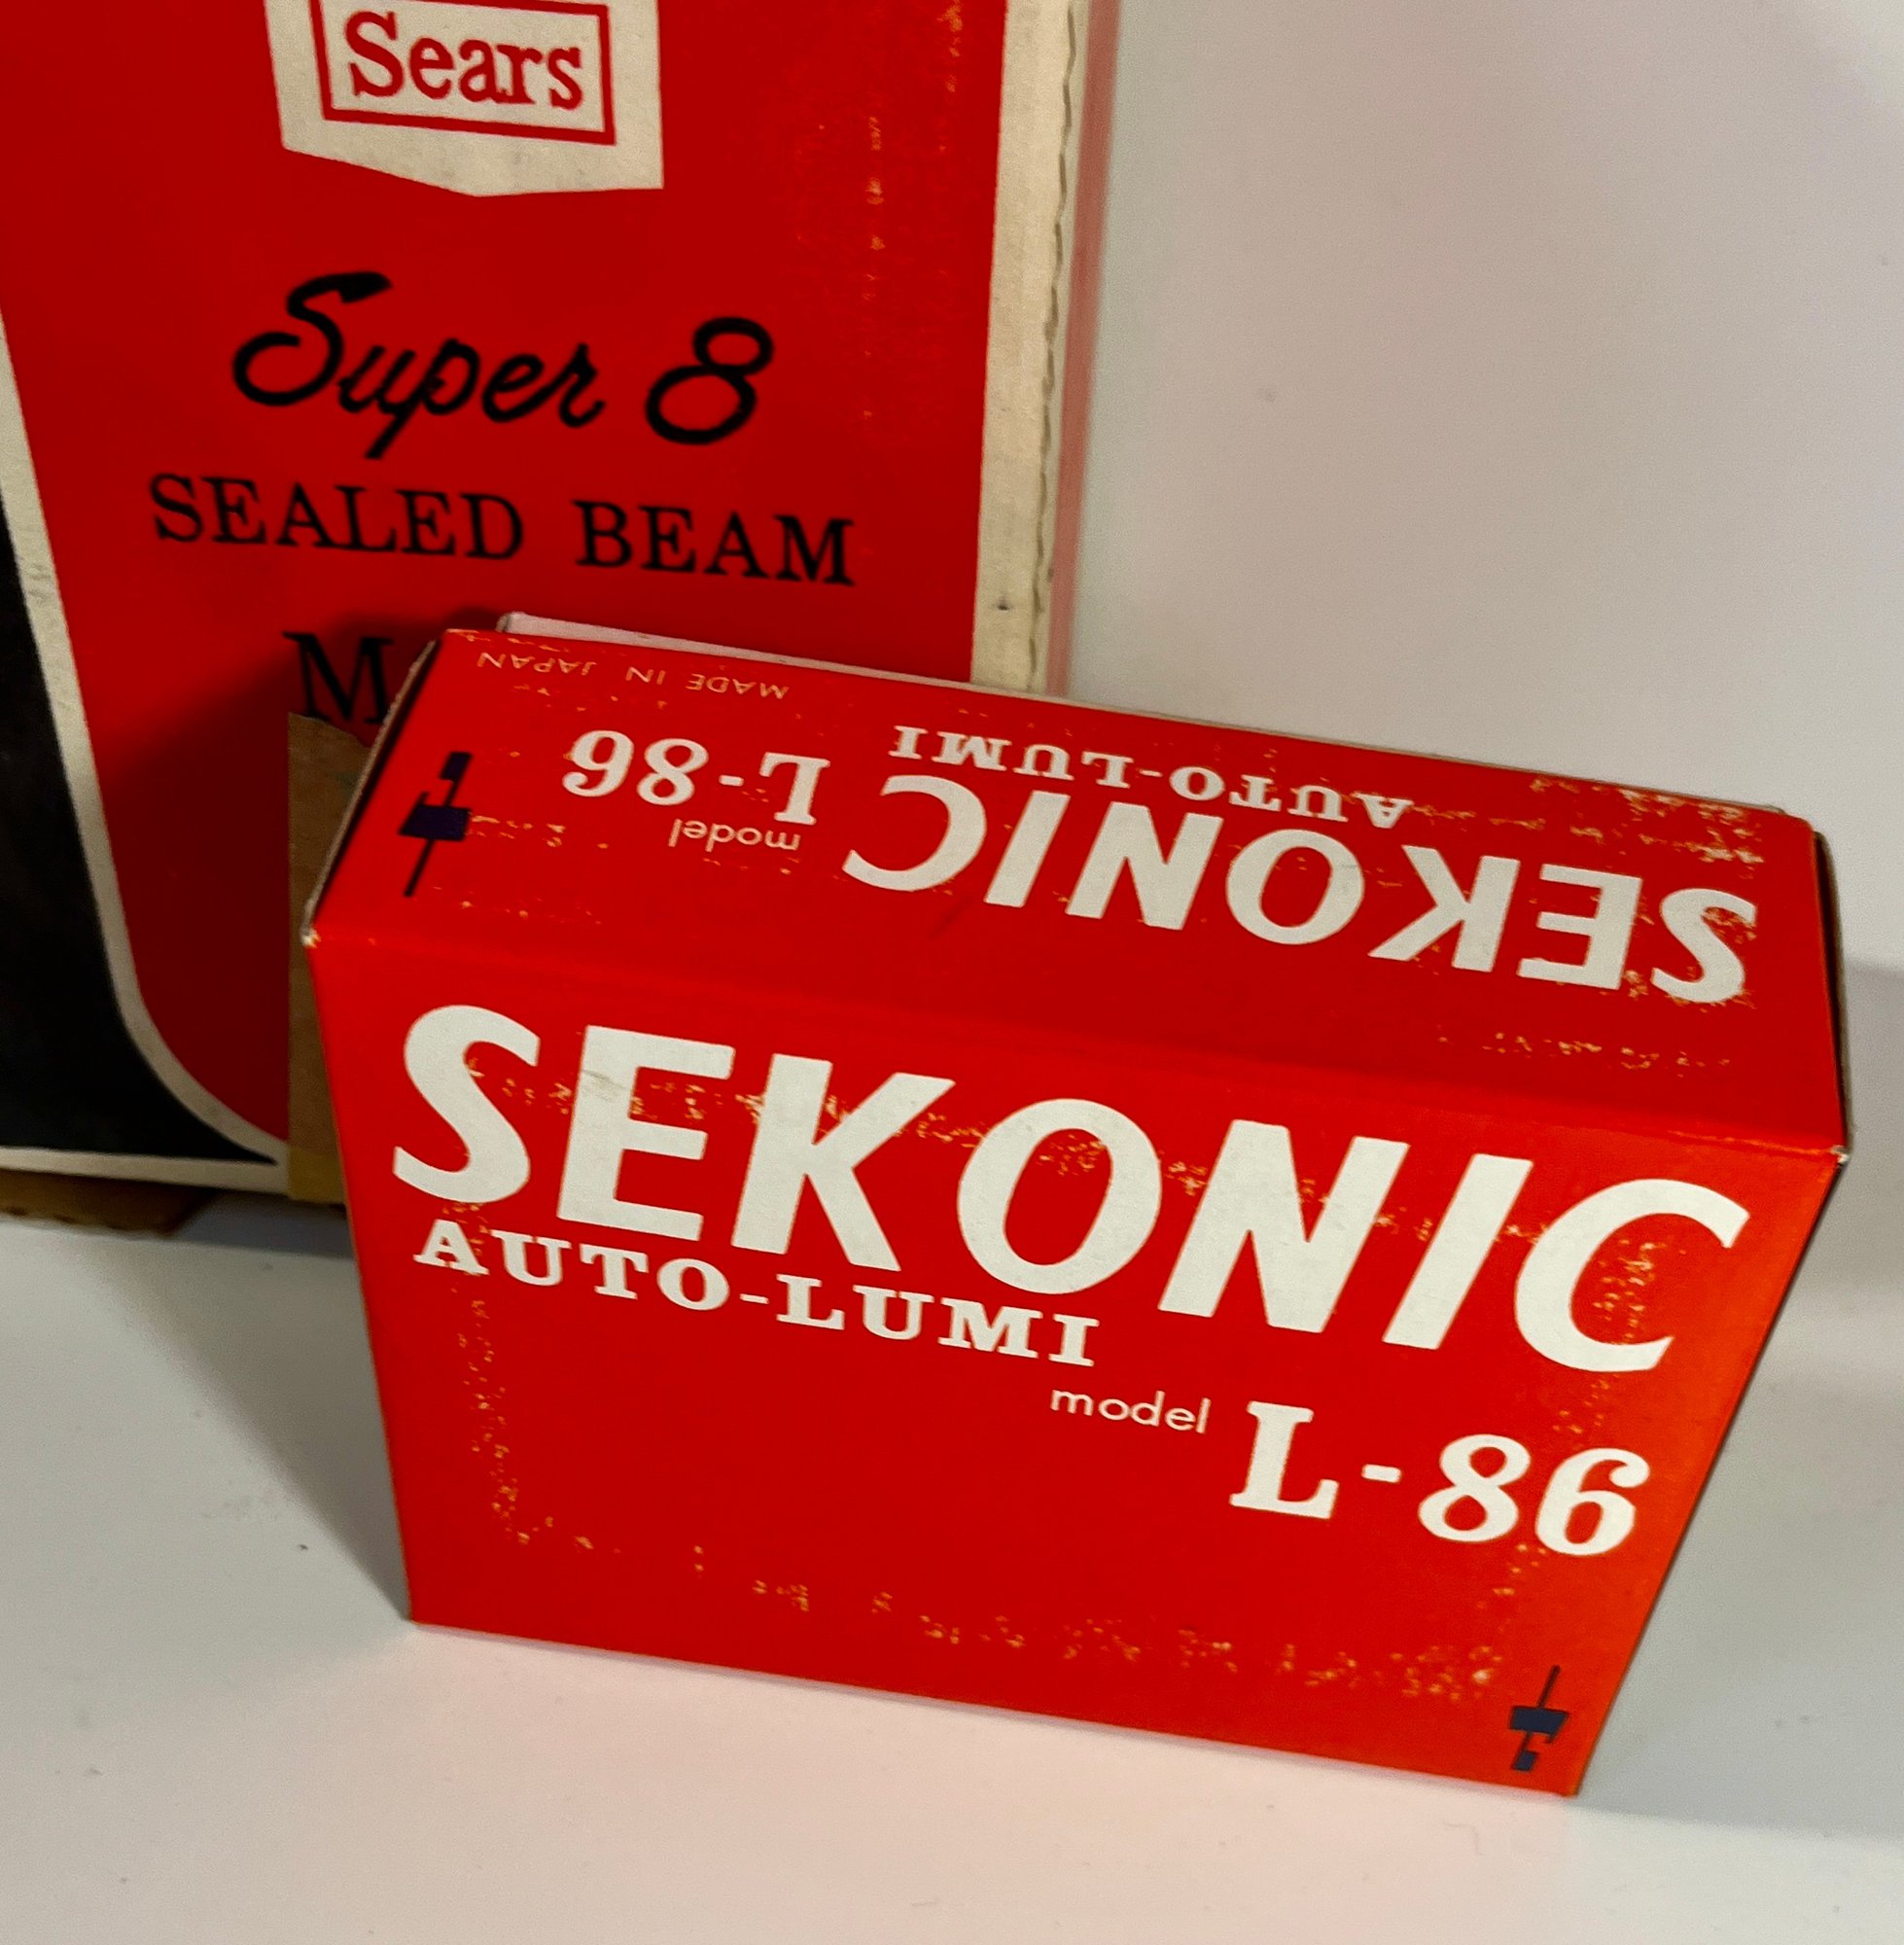 Sears
Super 8
SEALED BEAM
MADE IN JAPAN
SEKONIC
AUTO-LUMI
model L-86
SEKONIC
AUTO-LUMI
model L-86